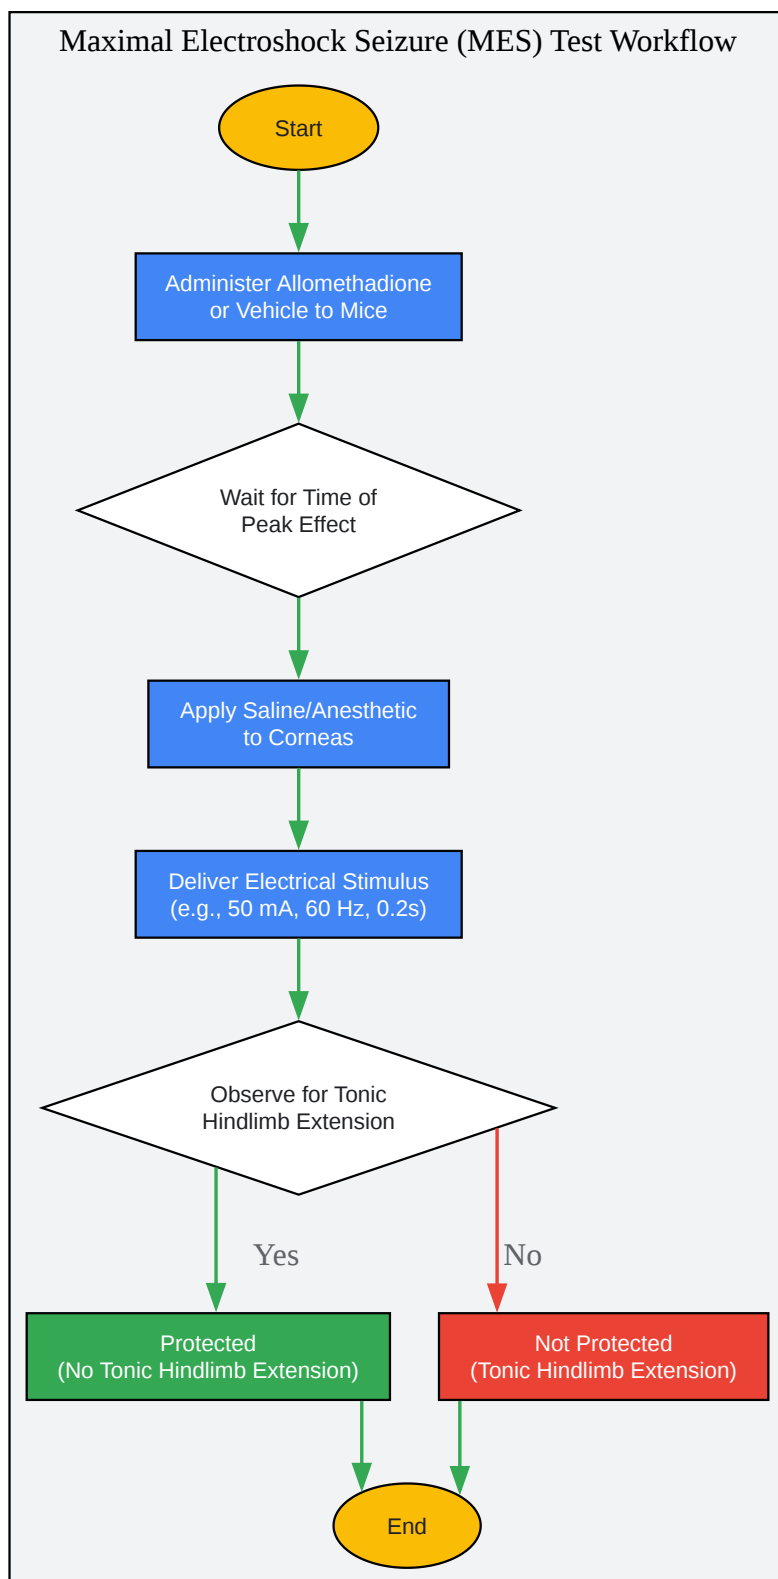 Maximal Electroshock Seizure (MES) Test Workflow
Start
Administer Allomethadione
or Vehicle to Mice
Wait for Time of
Peak Effect
Apply Saline/Anesthetic
to Corneas
Deliver Electrical Stimulus
(e.g., 50 mA, 60 Hz, 0.2s)
Observe for Tonic
Hindlimb Extension
Yes
No
Protected
(No Tonic Hindlimb Extension)
Not Protected
(Tonic Hindlimb Extension)
End